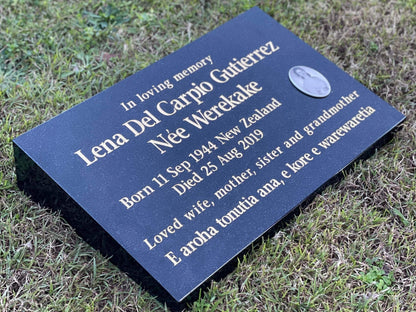 In loving memory
Lena Del Carpio Gutierrez
Née Werekake
Born 11 Sep 1944 New Zealand
Died 25 Aug 2019
Loved wife, mother, sister and grandmother
E aroha tonutia ana, e kore e warewaretia